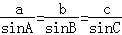 a/sinA = b/sinB = c/sinC